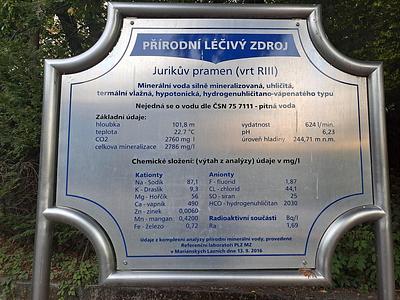 PŘÍRODNÍ LÉČIVÝ ZDROJ
Jurikův pramen (vrt RIII)
Minerální voda silně mineralizovaná, uhličitá,
termální vlažná, hypotonická, hydrogenuhličitano-vápenatého typu
Nejedná se o vodu dle ČSN 75 7111 - pitná voda
Základní údaje:
hloubka 101,8 m vydatnost 624 l/min.
teplota 22,7 °C pH 6,23
CO2 2760 mg l úroveň hladiny 244,71 m n.m.
celkova mineralizace 2786 mg/l
Chemické složení: (výtah z analýzy) údaje v mg/l
Kationty Anionty
Na - Sodík 87,1 F - fluorid 1,87
K - Draslík 9,3 CL - chlorid 44,1
Mg - Hořčík 56 SO - síran 25
Ca - vápník 490 HCO - hydrogenuhličitan 2030
Zn - zinek 0,0060
Mn - mangan 0,4200 Radioaktivní součásti Bq/l
Fe - železo 0,72 Ra 1,69
údaje z komplexní analýzy přírodní minerální vody, provedené
Referenční laboratoří PLZ MZ
v Mariánských Lázních dne 13. 9. 2016